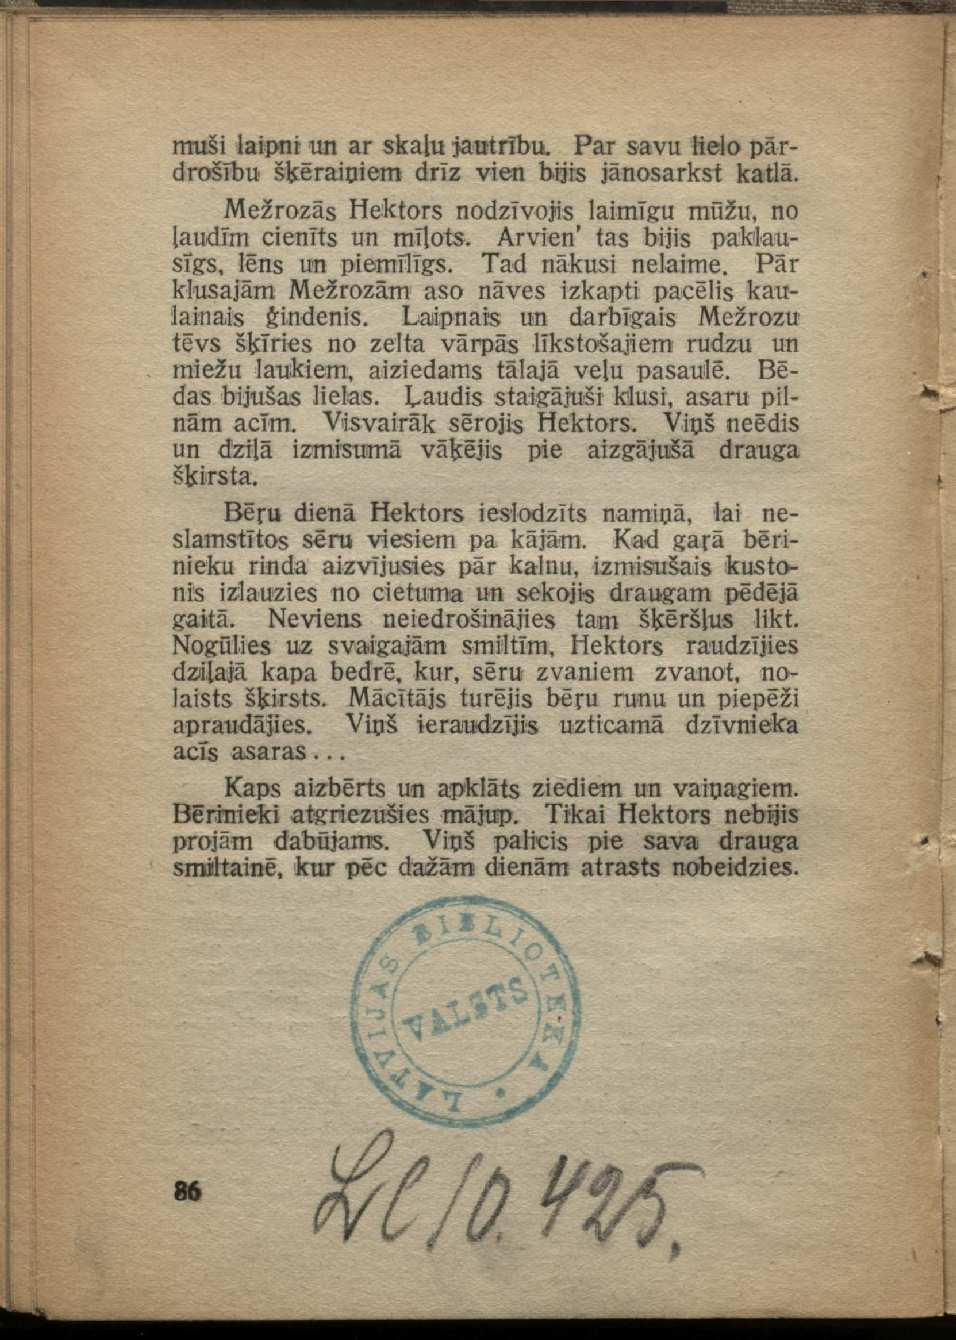 muši laipni un ar skaļu jautrību. Par savu lielo pār-
drošību šķēraiņiem drīz vien bijis jānosarkst katlā.
Mežrozās Hektors nodzīvojis laimīgu mūžu, no
ļaudīm cienīts un mīļots. Arvien' tas bijis paklau-
sīgs, lēns un piemīlīgs. Tad nākusi nelaime. Pār
klusajām Mežrozām aso nāves izkapti pacēlis kau-
lainais ģindenis. Laipnais un darbīgais Mežrozu
tēvs šķīries no zelta vārpās līkstošajiem rudzu un
miežu laukiem, aiziedams tālajā veļu pasaulē. Bē-
das bijušas lielas. Ļaudis staigājuši klusi, asaru pil-
nām acīm. Visvairāk sērojis Hektors. Viņš neēdis
un dziļā izmisumā vāķējis pie aizgājušā drauga
šķirsta.
Bēŗu dienā Hektors ieslodzīts namiņā, lai ne-
slamstītos sēru viesiem pa kājām. Kad gaŗā bēri-
nieku rinda aizvījusies pār kalnu, izmisušais kusto-
nis izlauzies no cietuma un sekojis draugam pēdējā
gaitā. Neviens neiedrošinājies tam šķēršļus likt.
Nogūlies uz svaigajām smiltīm, Hektors raudzījies
dziļajā kapa bedrē, kur, sēru zvaniem zvanot, no-
laists šķirsts. Mācītājs turējis bēŗu runu un piepēži
apraudājies. Viņš ieraudzījis uzticamā dzīvnieka
acīs asaras...
Kaps aizbērts un apklāts ziediem un vaiņagiem.
Bērinieki atgriezušies mājup. Tikai Hektors nebijis
projām dabūjams. Viņš palicis pie sava drauga
smiltainē, kur pēc dažām dienām atrasts nobeidzies.
LATVIJAS BIBLIOTEKA
VALSTS
86
Ll 10.425.